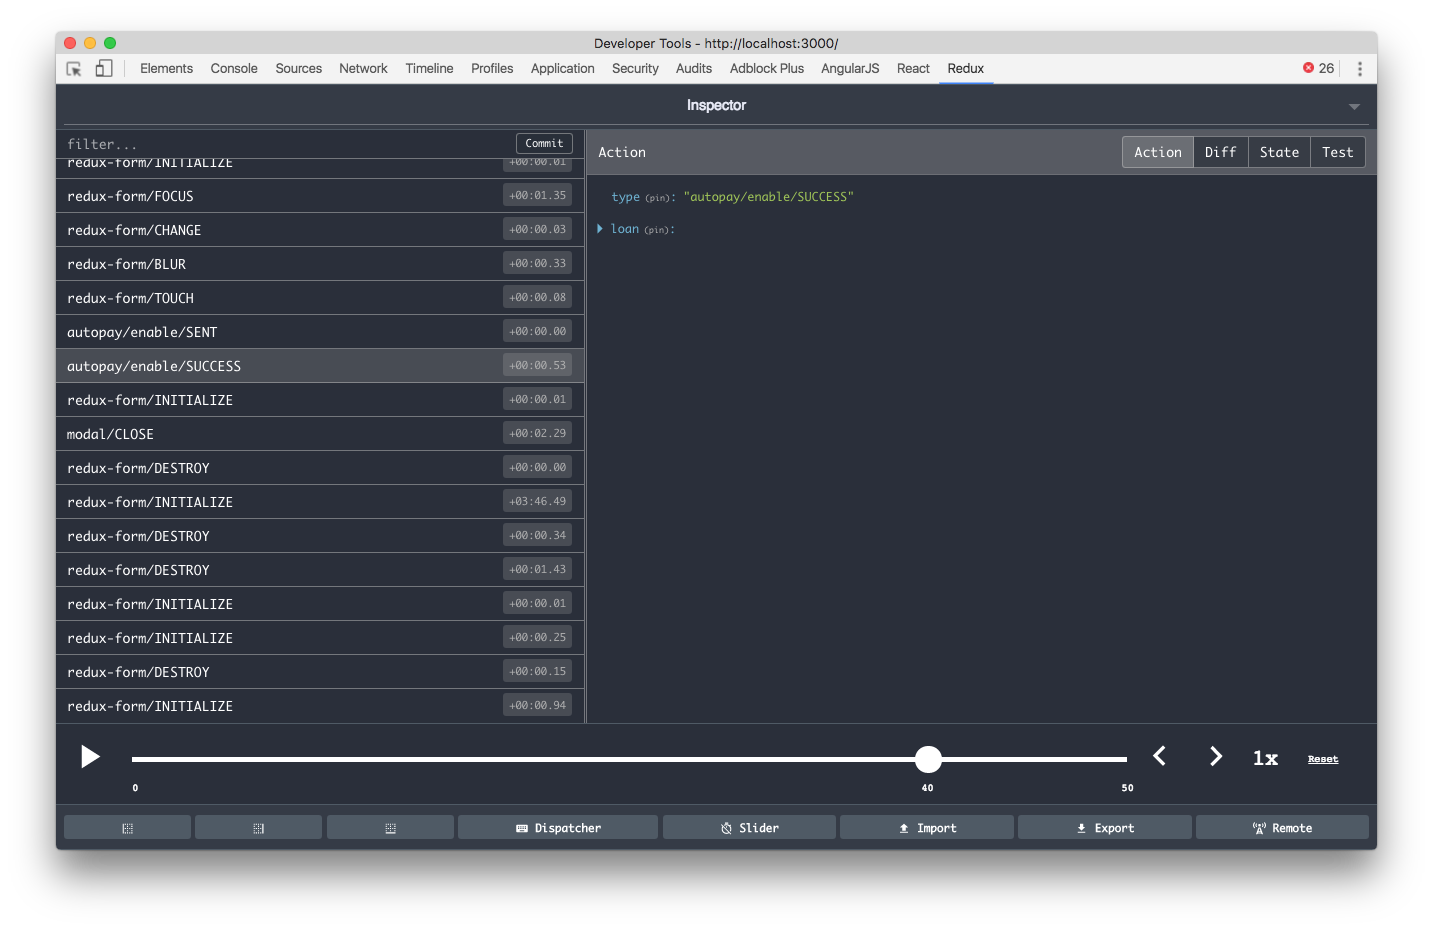 Developer Tools - http://localhost:3000/
Elements Console Sources Network Timeline Profiles Application Security Audits Adblock Plus AngularJS React Redux 26
Inspector
filter... Commit
redux-form/INITIALIZE +00:00.01
redux-form/FOCUS +00:01.35
redux-form/CHANGE +00:00.03
redux-form/BLUR +00:00.33
redux-form/TOUCH +00:00.08
autopay/enable/SENT +00:00.00
autopay/enable/SUCCESS +00:00.53
redux-form/INITIALIZE +00:00.01
modal/CLOSE +00:02.29
redux-form/DESTROY +00:00.00
redux-form/INITIALIZE +03:46.49
redux-form/DESTROY +00:00.34
redux-form/DESTROY +00:01.43
redux-form/INITIALIZE +00:00.01
redux-form/INITIALIZE +00:00.25
redux-form/DESTROY +00:00.15
redux-form/INITIALIZE +00:00.94
Action Action Diff State Test
type (pin): "autopay/enable/SUCCESS"
loan (pin):
1x Reset
0 40 50
Dispatcher Slider Import Export Remote